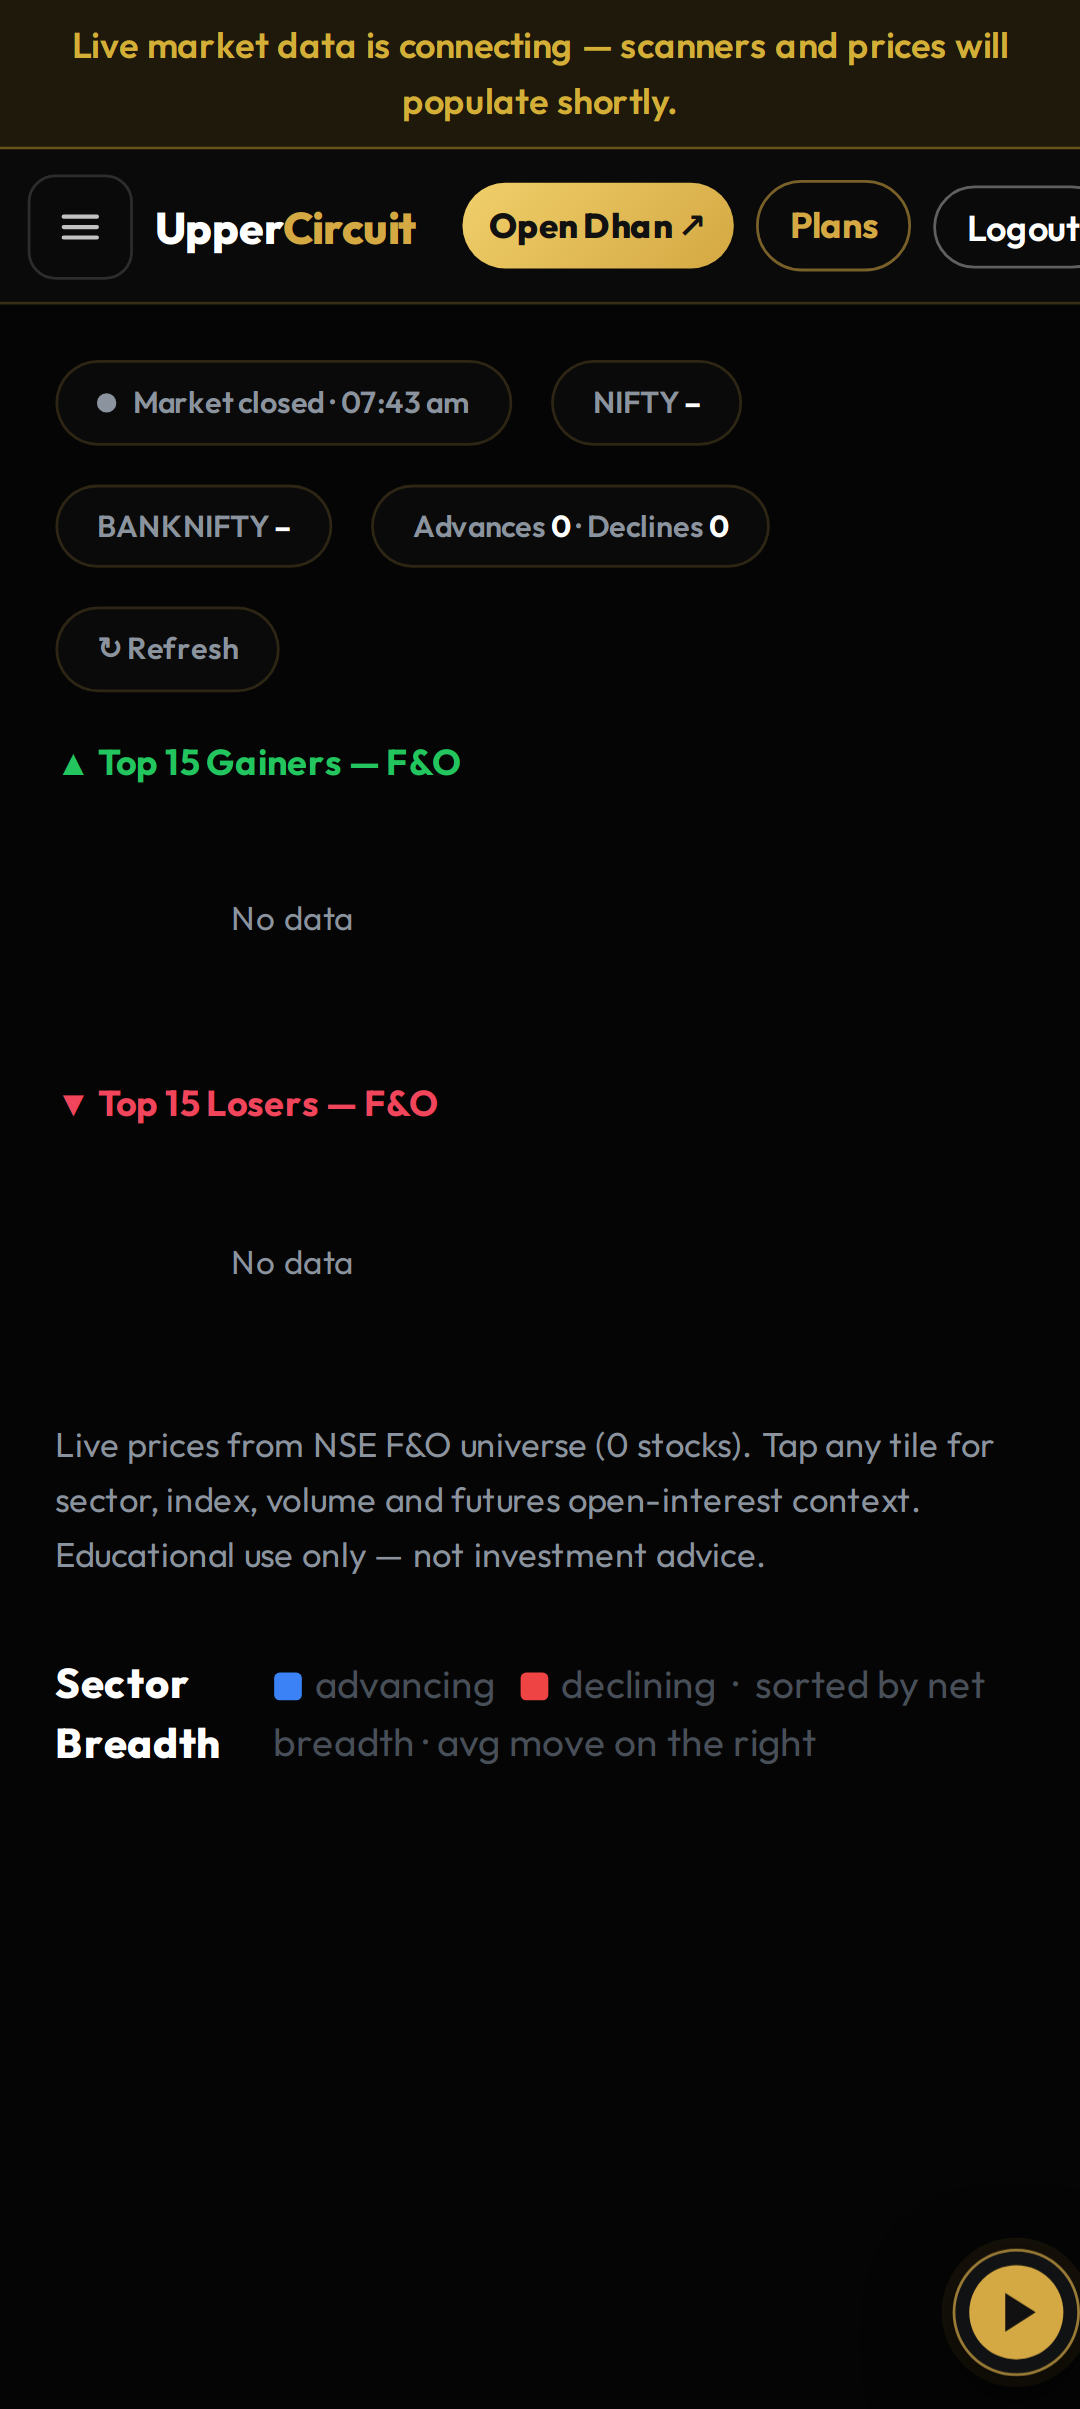 Live market data is connecting — scanners and prices will
populate shortly.
UpperCircuit
Open Dhan ↗
Plans
Logout
Market closed · 07:43 am
NIFTY –
BANKNIFTY –
Advances 0 · Declines 0
↻ Refresh
▲ Top 15 Gainers — F&O
No data
▼ Top 15 Losers — F&O
No data
Live prices from NSE F&O universe (0 stocks). Tap any tile for
sector, index, volume and futures open-interest context.
Educational use only — not investment advice.
Sector
Breadth
advancing declining · sorted by net
breadth · avg move on the right